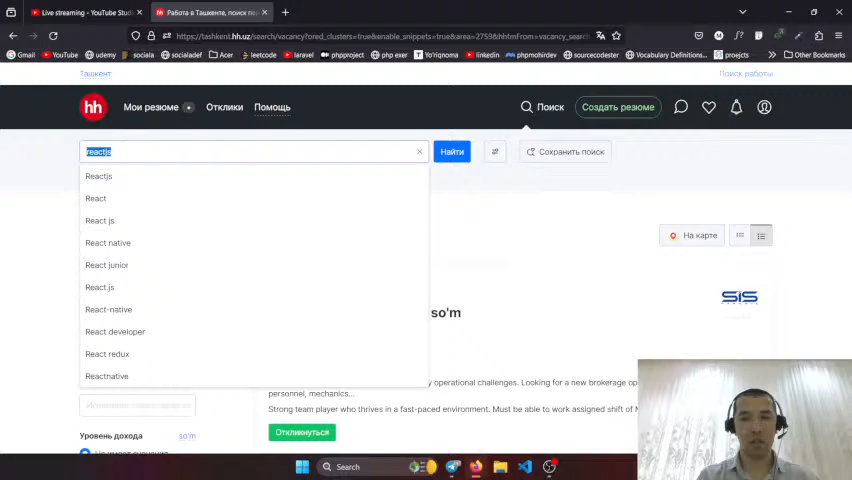 Live streaming - YouTube Studi
Работа в Ташкенте, поиск пе
https://tashkent.hh.uz/search/vacancy?ored_clusters=true&enable_snippets=true&area=2759&hhtmFrom=vacancy_search
Gmail YouTube udemy sociala socialadef Acer leetcode laravel phpproject php exer Yo'riqnoma linkedin phpmohirdev sourcecodester Vocabulary Definitions... proejcts Other Bookmarks
Ташкент Поиск работы
hh Мои резюме Отклики Помощь Поиск Создать резюме
reactjs Найти Сохранить поиск
Reactjs
React
React js
React native
На карте
React junior
React.js
SIS
React-native
so'm
React developer
React redux
Reactnative
y operational challenges. Looking for a new brokerage op
personnel, mechanics...
Strong team player who thrives in a fast-paced environment. Must be able to work assigned shift of M
Откликнуться
Уровень дохода so'm
Search